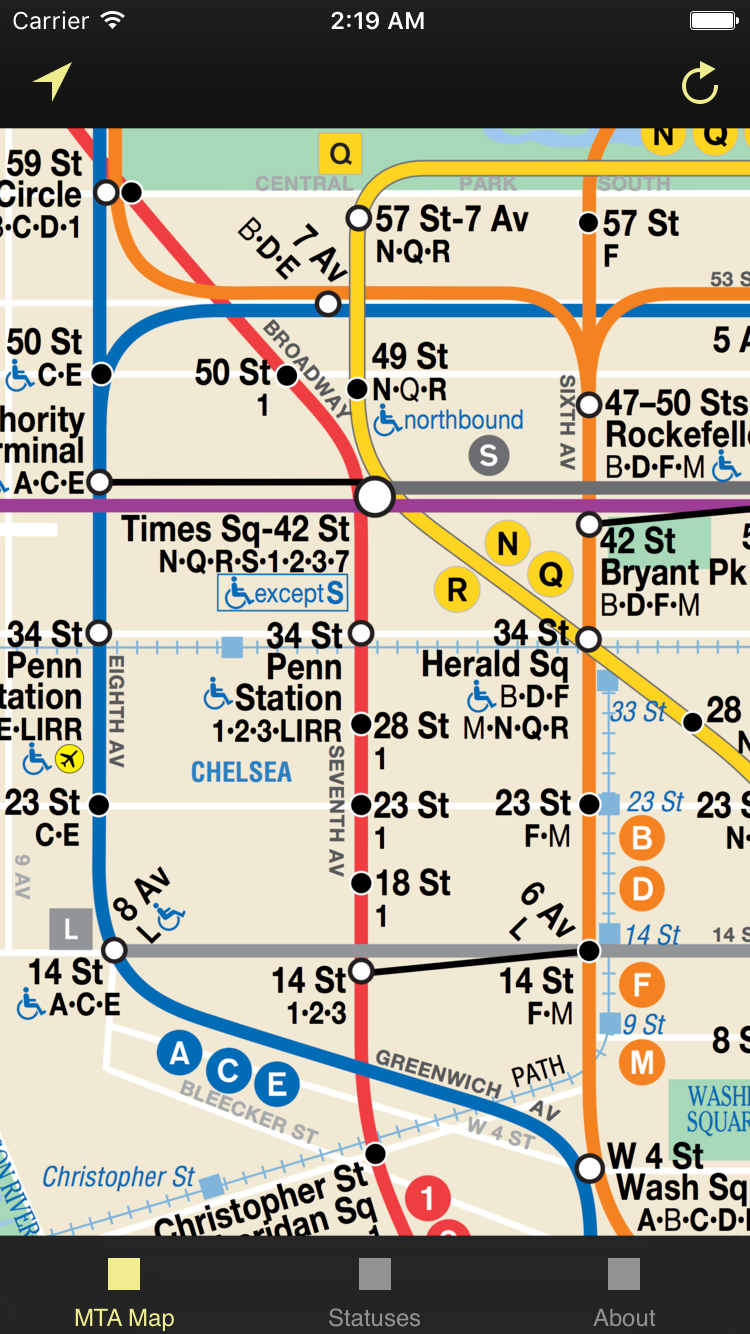 Carrier
2:19 AM
N Q
Q
59 St
Circle
B·C·D·1
CENTRAL PARK SOUTH
57 St-7 Av
N·Q·R
57 St
F
7 Av
B·D·E
53 S
50 St
C·E
BROADWAY
50 St
1
49 St
N·Q·R
northbound
5 A
SIXTH AV
47–50 Sts
Rockefelle
B·D·F·M
S
hority
rminal
A·C·E
Times Sq-42 St
N·Q·R·S·1·2·3·7
except S
N
Q
R
42 St
Bryant Pk
B·D·F·M
5
34 St
Penn
tation
E·LIRR
EIGHTH AV
34 St
Penn
Station
1·2·3·LIRR
34 St
Herald Sq
B·D·F
M·N·Q·R
33 St
28
N
28 St
1
CHELSEA
SEVENTH AV
23 St
C·E
23 St
1
23 St
F·M
23 St
23 S
N·
B
D
9 AV
18 St
1
8 Av
L
L
6 Av
L
14 St
14 S
14 St
A·C·E
14 St
1·2·3
14 St
F·M
F
9 St
M
8 S
A C E
GREENWICH AV
PATH
BLEECKER ST
W 4 ST
WASHI
SQUAR
ON RIVER
Christopher St
Christopher St
eridan Sq
1
1
2
W 4 St
Wash Sq
A·B·C·D·
MTA Map
Statuses
About